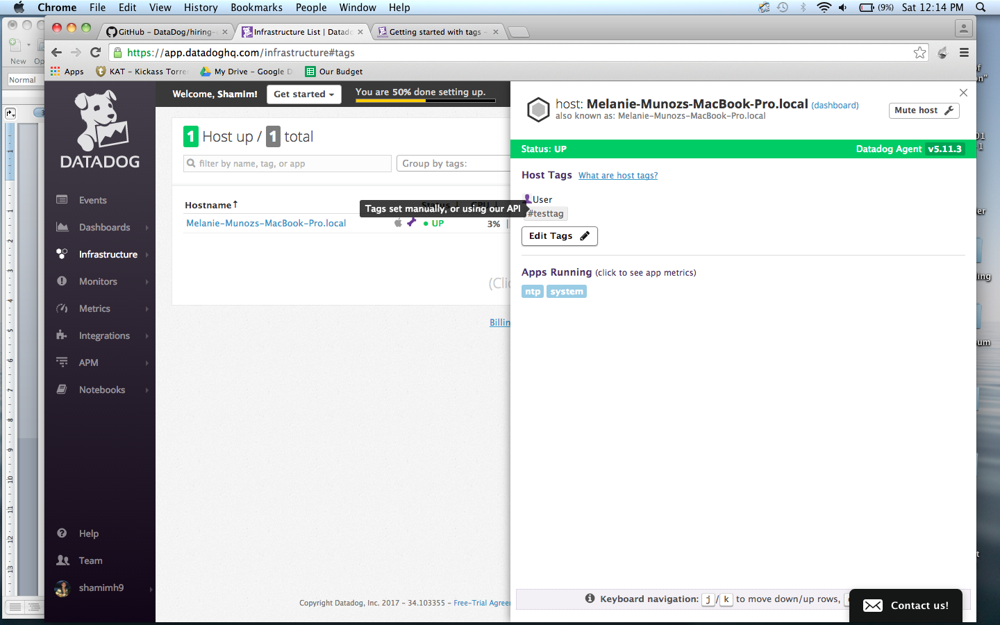 Chrome File Edit View History Bookmarks People Window Help
(9%) Sat 12:14 PM
GitHub - DataDog/hiring-
Infrastructure List | Datado
Getting started with tags -
https://app.datadoghq.com/infrastructure#tags
Apps
KAT - Kickass Torre
My Drive - Google D
Our Budget
New
Normal
DATADOG
Events
Dashboards
Infrastructure
Monitors
Metrics
Integrations
APM
Notebooks
Help
Team
shamimh9
Welcome, Shamim!
Get started
You are 50% done setting up.
1 Host up / 1 total
filter by name, tag, or app
Group by tags:
Hostname
Tags set manually, or using our API
Melanie-Munozs-MacBook-Pro.local
UP
3%
(Clic
Billin
Copyright Datadog, Inc. 2017 - 34.103355 - Free-Trial Agree
host: Melanie-Munozs-MacBook-Pro.local (dashboard)
also known as: Melanie-Munozs-MacBook-Pro.local
Mute host
Status: UP
Datadog Agent v5.11.3
Host Tags What are host tags?
User
#testtag
Edit Tags
Apps Running (click to see app metrics)
ntp system
Keyboard navigation: j / k to move down/up rows,
Contact us!